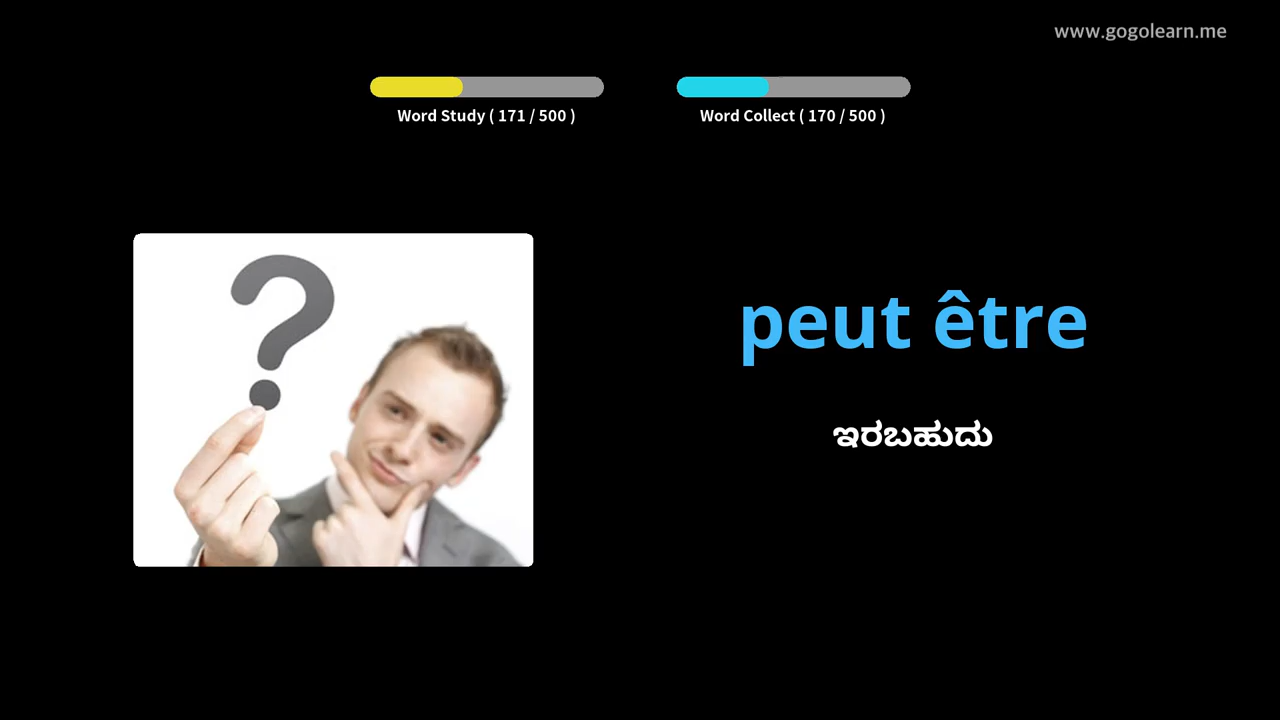 www.gogolearn.me
Word Study ( 171 / 500 )
Word Collect ( 170 / 500 )
?
peut être
ಇರಬಹುದು